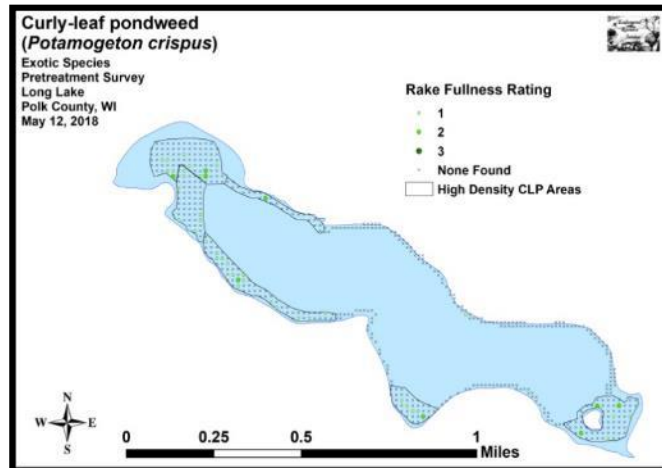 Curly-leaf pondweed
(Potamogeton crispus)
Exotic Species
Pretreatment Survey
Long Lake
Polk County, WI
May 12, 2018
Rake Fullness Rating
1
2
3
None Found
High Density CLP Areas
N
W E
S
0 0.25 0.5 1
Miles